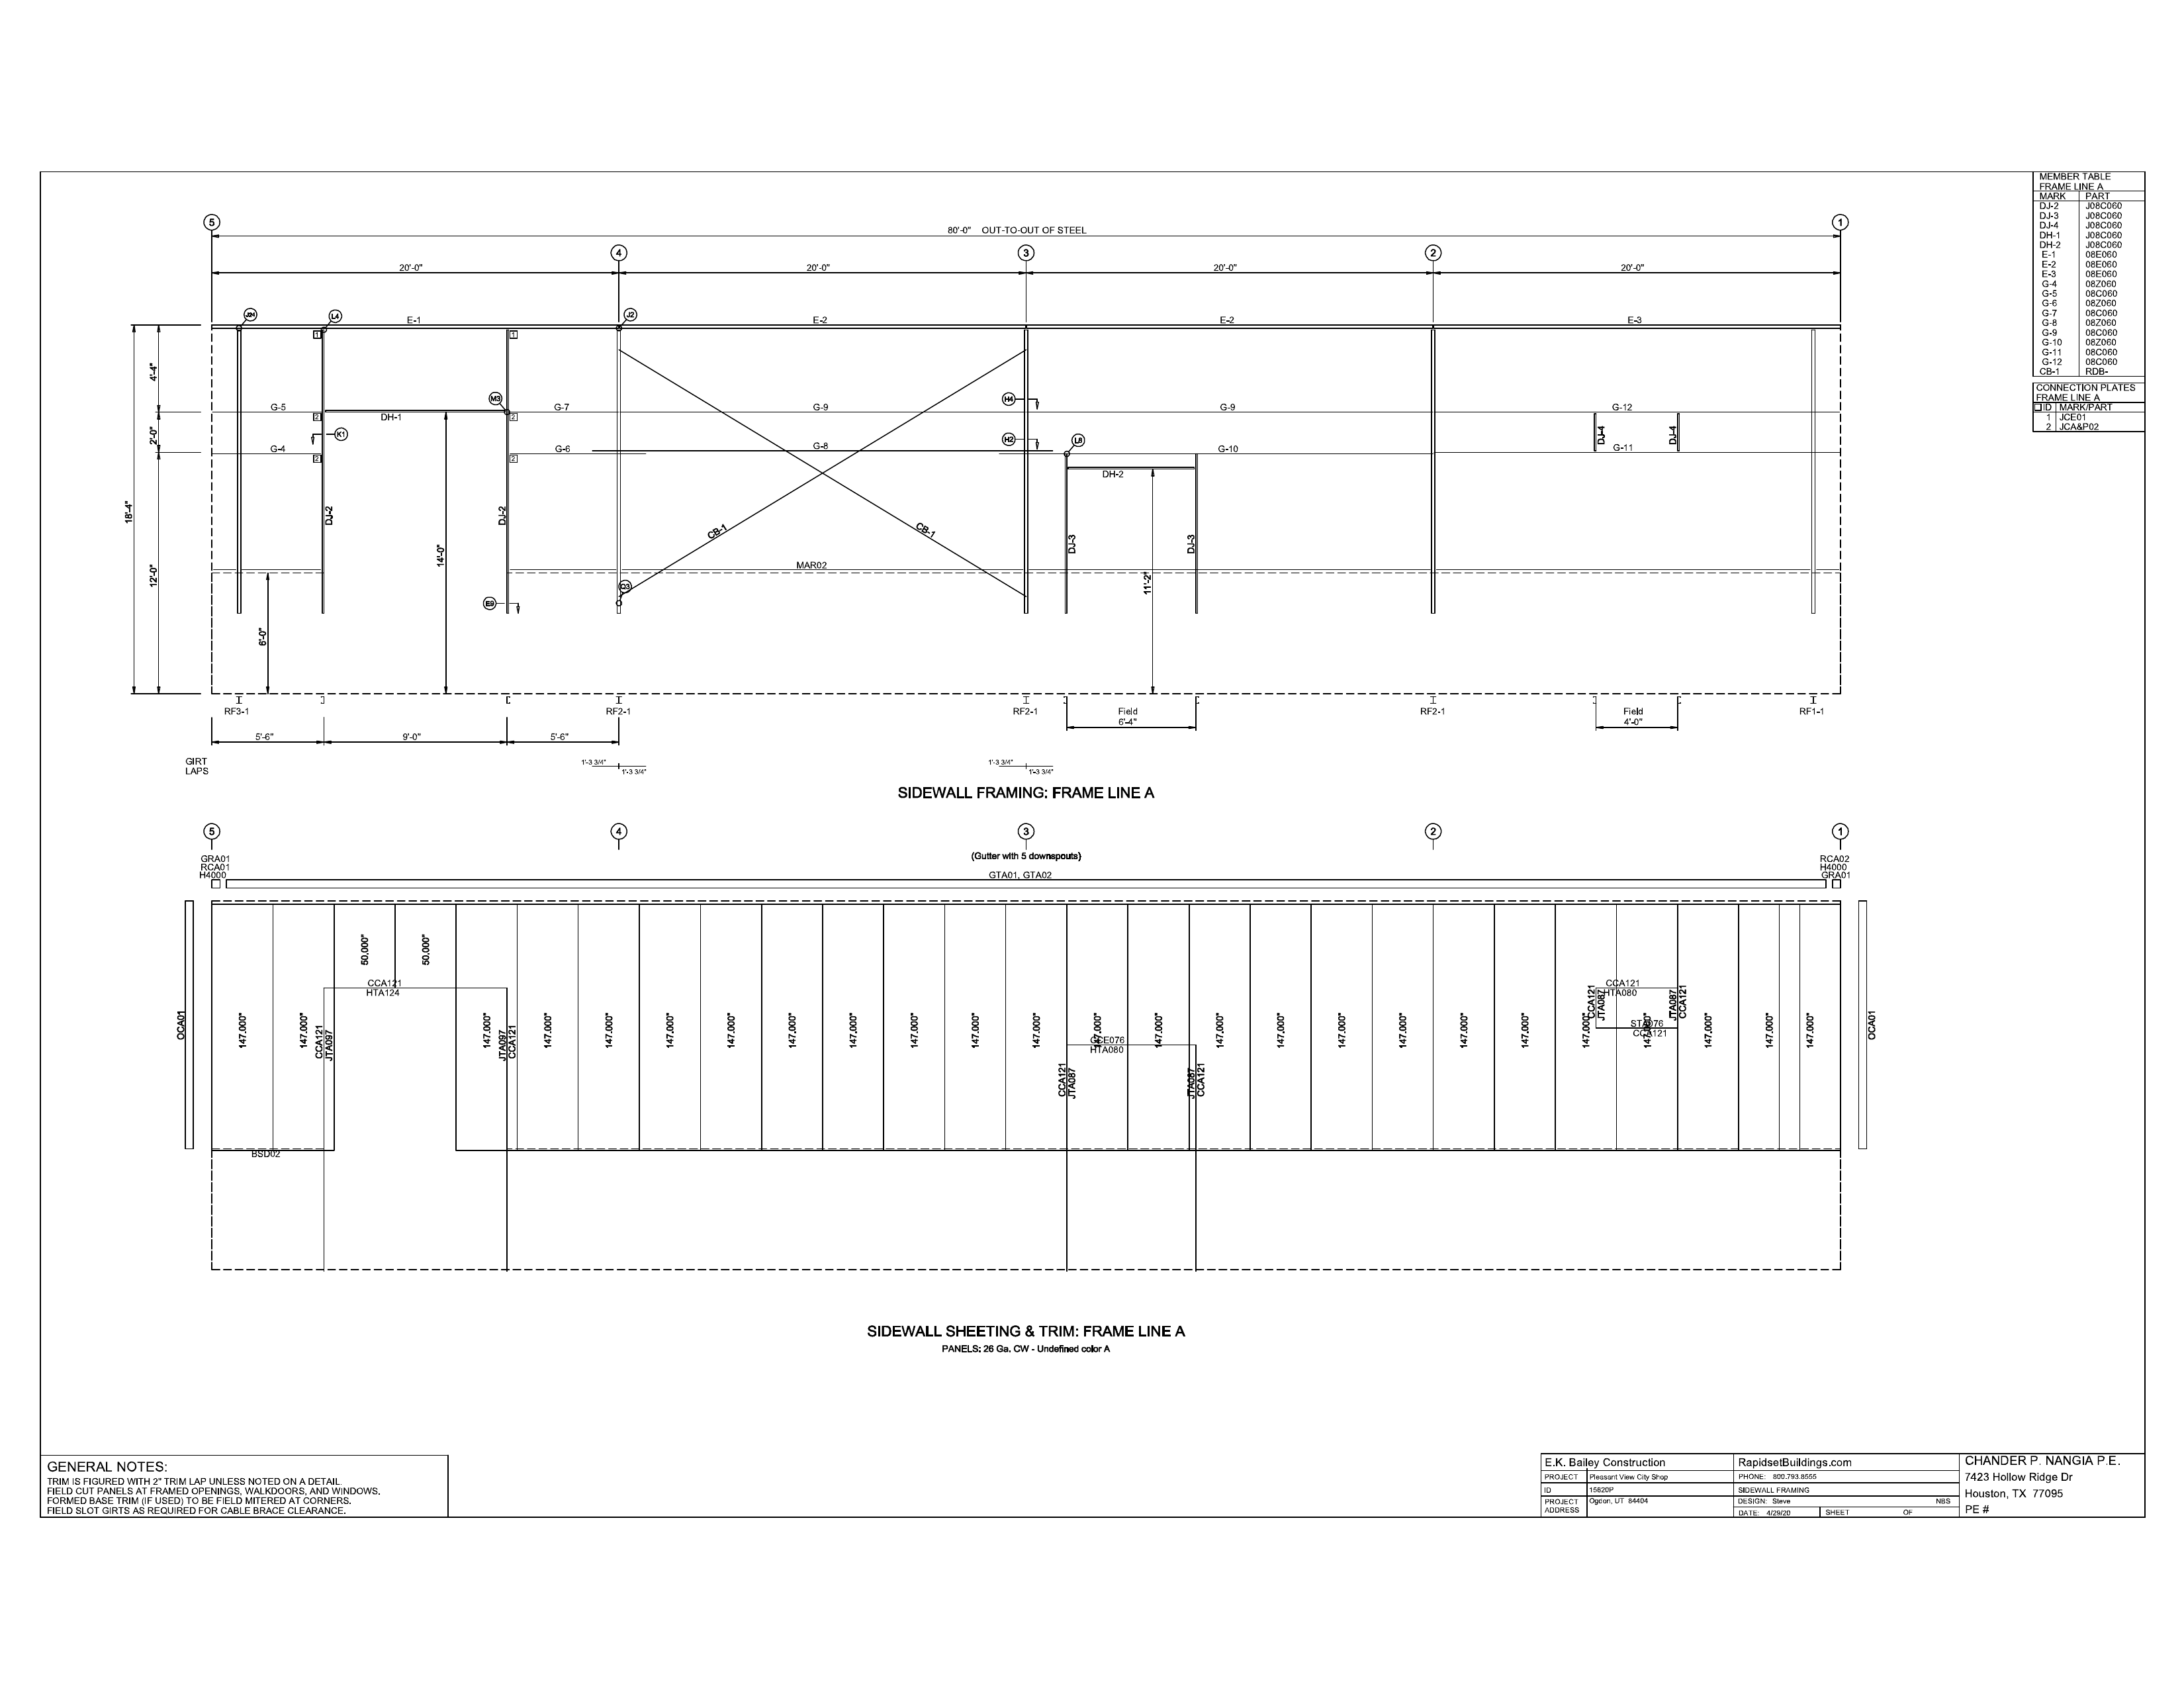 MEMBER TABLE
FRAME LINE A
MARK PART
DJ-2 J08C060
DJ-3 J08C060
DJ-4 J08C060
DH-1 J08C060
DH-2 J08C060
E-1 08E060
E-2 08E060
E-3 08E060
G-4 08Z060
G-5 08C060
G-6 08Z060
G-7 08C060
G-8 08Z060
G-9 08C060
G-10 08Z060
G-11 08C060
G-12 08C060
CB-1 RDB-
CONNECTION PLATES
FRAME LINE A
ID MARK/PART
1 JCE01
2 JCA&P02
5 1
80'-0" OUT-TO-OUT OF STEEL
4 3 2
20'-0" 20'-0" 20'-0" 20'-0"
J24 L4 J2
E-1 E-2 E-2 E-3
1 1
4'-4"
M3 H4
G-5 G-7 G-9 G-9 G-12
DH-1
2 2
2'-0"
K1 H2 L8 DJ-4 DJ-4
G-4 G-6 G-8 G-10 G-11
2 2
DH-2
18'-4" DJ-2 DJ-2
CB-1 CB-1
14'-0" DJ-3 DJ-3
12'-0" MAR02
11'-2"
E9
6'-0"
RF3-1 RF2-1 RF2-1 RF2-1 RF1-1
Field Field
6'-4" 4'-0"
5'-6" 9'-0" 5'-6"
GIRT
LAPS
1'-3 3/4" 1'-3 3/4"
1'-3 3/4" 1'-3 3/4"
SIDEWALL FRAMING: FRAME LINE A
5 4 3 2 1
(Gutter with 5 downspouts)
GRA01 RCA02
RCA01 H4000
H4000 GRA01
GTA01, GTA02
50.000" 50.000"
CCA121 CCA121
HTA124 HTA080
CCA121 JTA087 JTA087 CCA121
STA076
CCA121
OCA01 147.000" 147.000" 147.000" 147.000" 147.000" 147.000" 147.000" 147.000" 147.000" 147.000" 147.000" 147.000" 147.000" 147.000" 147.000" 147.000" 147.000" 147.000" 147.000" 147.000" 147.000" 147.000" 147.000" 147.000" 147.000" OCA01
CCA121 JTA097 JTA097 CCA121
HTA080
CCA121 JTA087 JTA087 CCA121
BSD02
SIDEWALL SHEETING & TRIM: FRAME LINE A
PANELS: 26 Ga. CW - Undefined color A
GENERAL NOTES:
TRIM IS FIGURED WITH 2" TRIM LAP UNLESS NOTED ON A DETAIL.
FIELD CUT PANELS AT FRAMED OPENINGS, WALKDOORS, AND WINDOWS.
FORMED BASE TRIM (IF USED) TO BE FIELD MITERED AT CORNERS.
FIELD SLOT GIRTS AS REQUIRED FOR CABLE BRACE CLEARANCE.
E.K. Bailey Construction
PROJECT Pleasant View City Shop
ID 15820P
PROJECT ADDRESS Ogden, UT 84404
RapidsetBuildings.com
PHONE: 800.793.8555
SIDEWALL FRAMING
DESIGN: Steve NBS
DATE: 4/29/20 SHEET OF
CHANDER P. NANGIA P.E.
7423 Hollow Ridge Dr
Houston, TX 77095
PE #